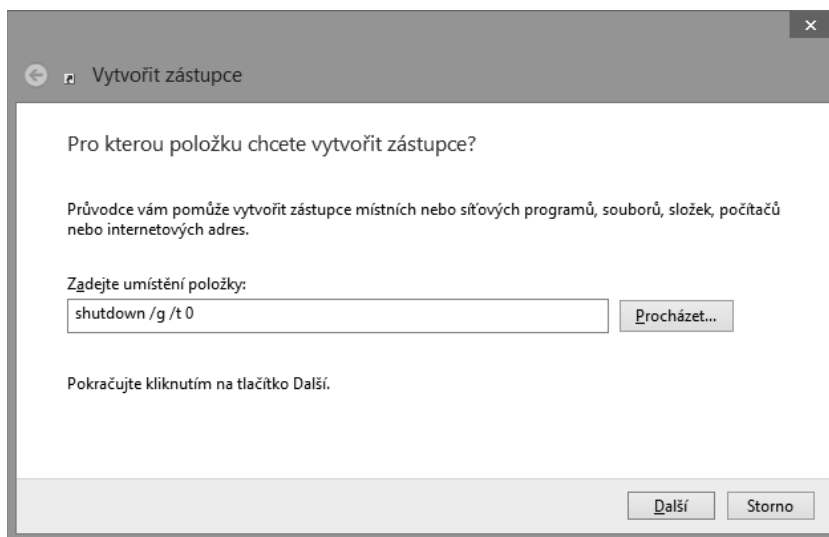 Vytvořit zástupce
Pro kterou položku chcete vytvořit zástupce?
Průvodce vám pomůže vytvořit zástupce místních nebo síťových programů, souborů, složek, počítačů
nebo internetových adres.
Zadejte umístění položky:
shutdown /g /t 0
Procházet...
Pokračujte kliknutím na tlačítko Další.
Další
Storno